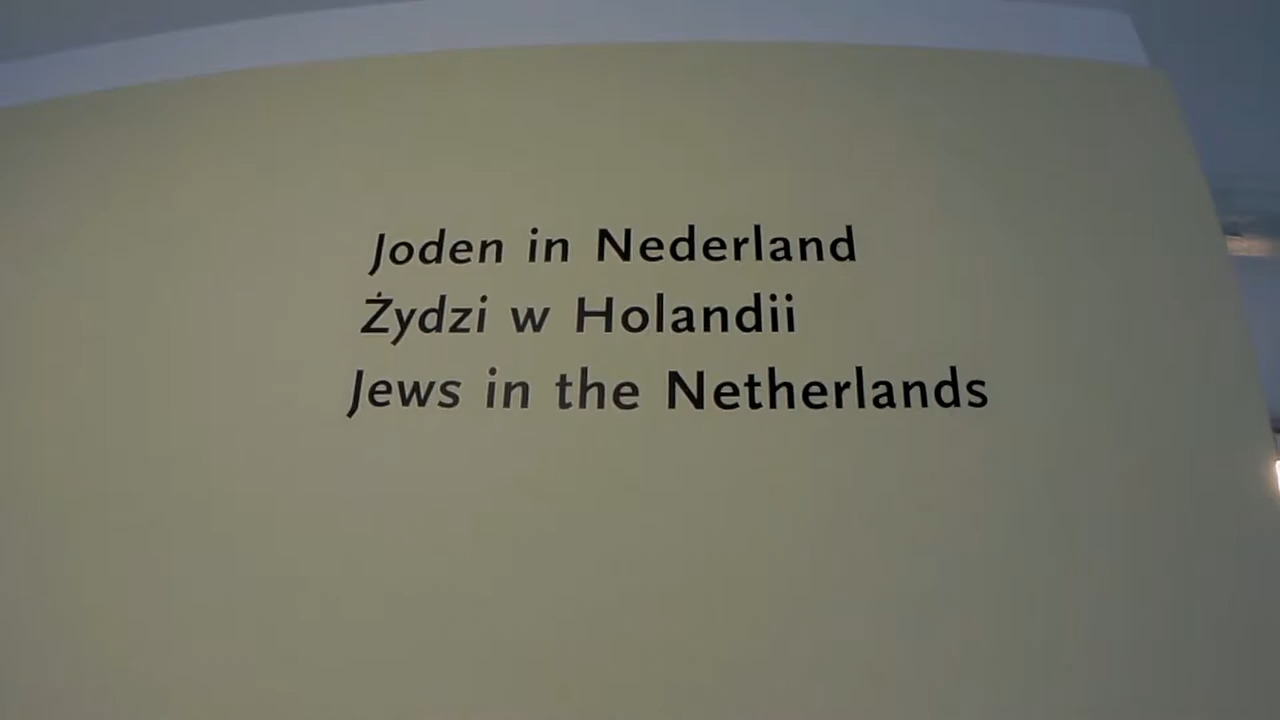 Joden in Nederland
Żydzi w Holandii
Jews in the Netherlands